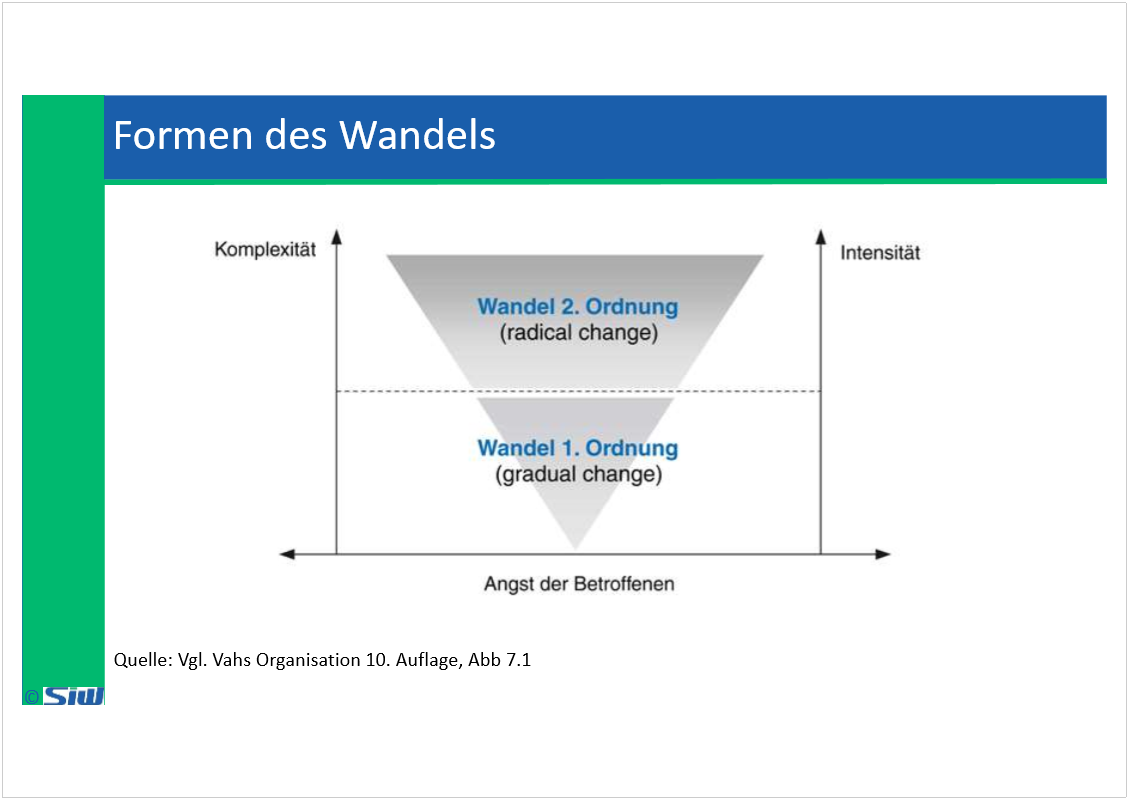 Formen des Wandels
Komplexität
Intensität
Wandel 2. Ordnung
(radical change)
Wandel 1. Ordnung
(gradual change)
Angst der Betroffenen
Quelle: Vgl. Vahs Organisation 10. Auflage, Abb 7.1
© SiW